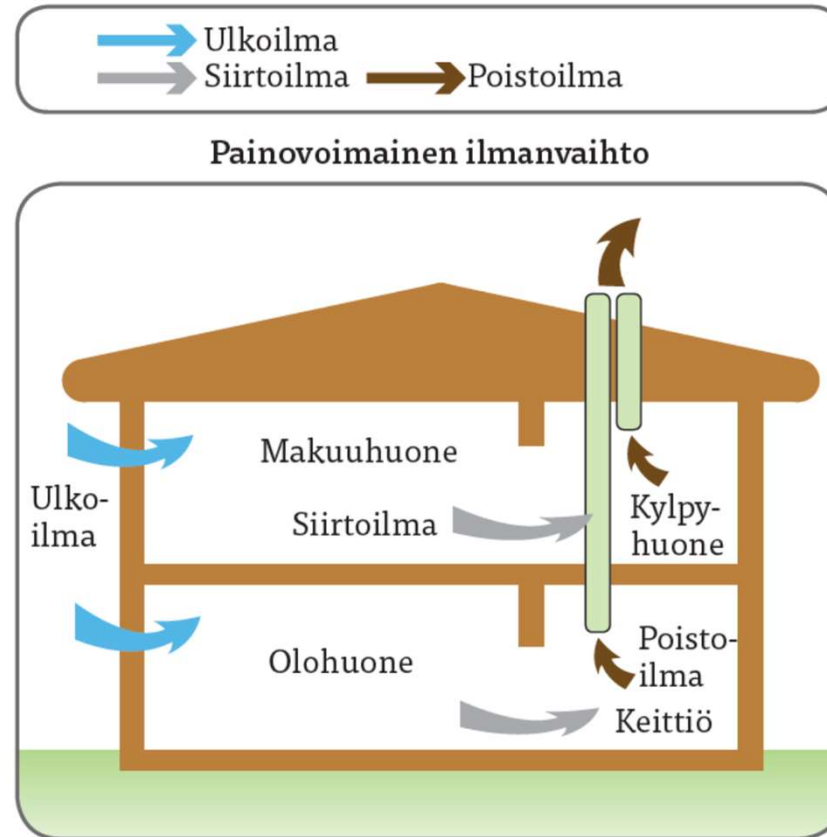 Ulkoilma
Siirtoilma Poistoilma
Painovoimainen ilmanvaihto
Makuuhuone
Ulko-
ilma
Siirtoilma
Kylpy-
huone
Olohuone
Poisto-
ilma
Keittiö